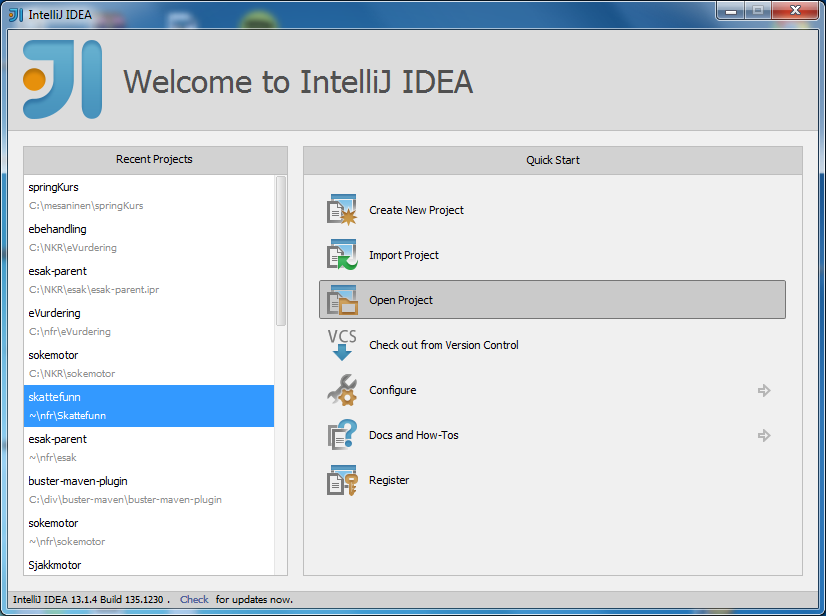 IntelliJ IDEA
Welcome to IntelliJ IDEA
Recent Projects
springKurs
C:\mesaninen\springKurs
ebehandling
C:\NKR\eVurdering
esak-parent
C:\NKR\esak\esak-parent.ipr
eVurdering
C:\nfr\eVurdering
sokemotor
C:\NKR\sokemotor
skattefunn
~\nfr\Skattefunn
esak-parent
~\nfr\esak
buster-maven-plugin
C:\div\buster-maven\buster-maven-plugin
sokemotor
~\nfr\sokemotor
Sjakkmotor
Quick Start
Create New Project
Import Project
Open Project
VCS
Check out from Version Control
Configure
Docs and How-Tos
Register
IntelliJ IDEA 13.1.4 Build 135.1230 . Check for updates now.